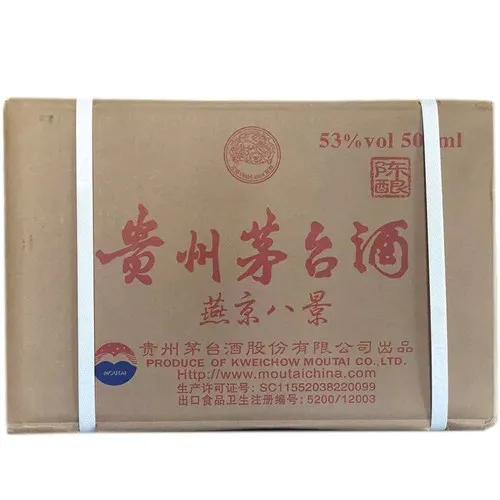 53%vol 500ml
陈酿
贵州茅台酒
燕京八景
MOUTAI
贵州茅台酒股份有限公司出品
PRODUCE OF KWEICHOW MOUTAI CO.LTD.
Http://www.moutaichina.com
生产许可证号：SC11552038220099
出口食品卫生注册编号：5200/12003